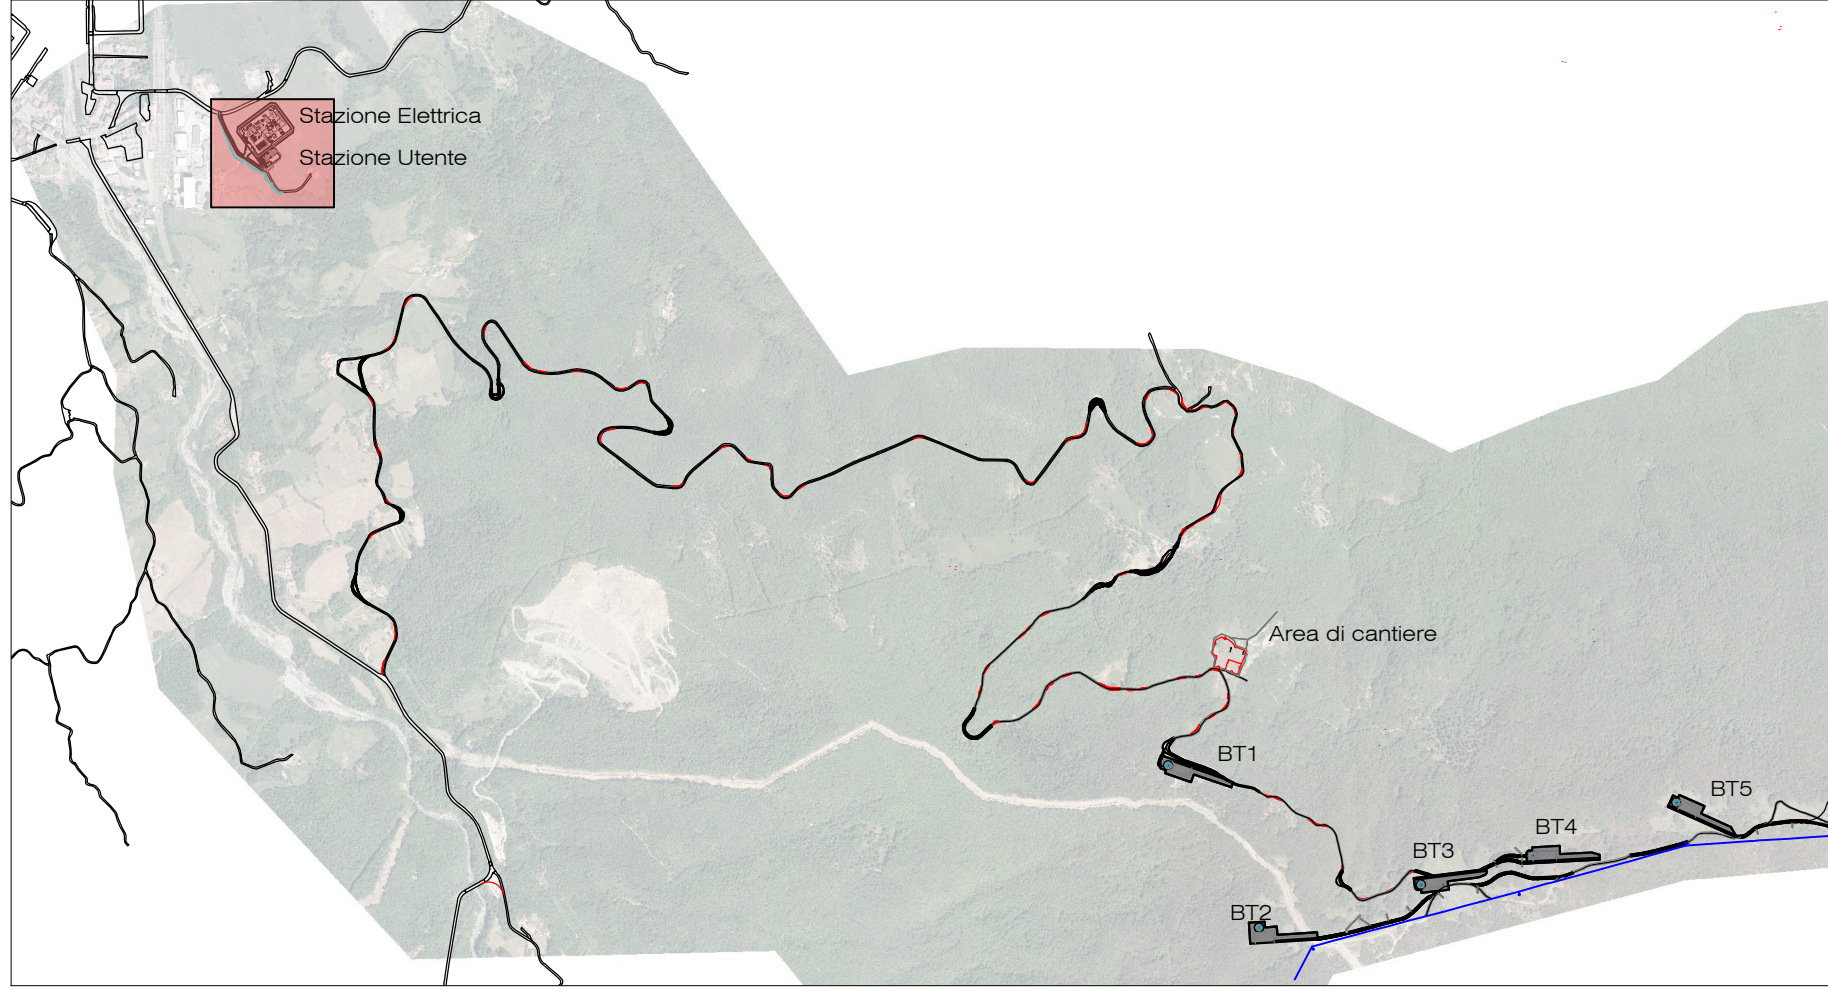 Stazione Elettrica
Stazione Utente
Area di cantiere
BT1
BT5
BT4
BT3
BT2